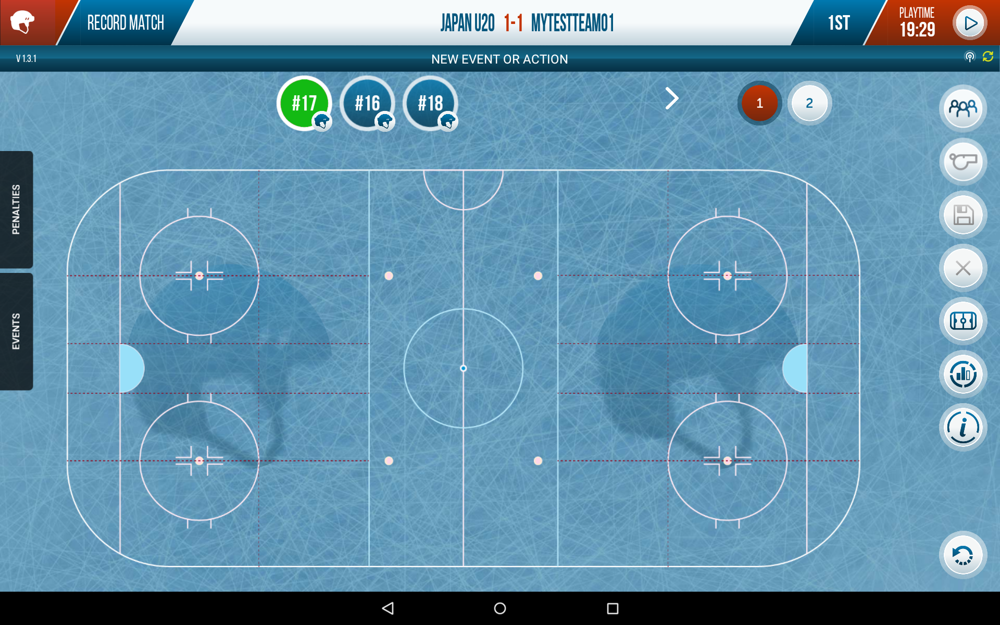 RECORD MATCH
JAPAN U20 1-1 MYTESTTEAM01
1ST
PLAYTIME
19:29
V 1.3.1
NEW EVENT OR ACTION
#17
#16
#18
1
2
PENALTIES
EVENTS
i